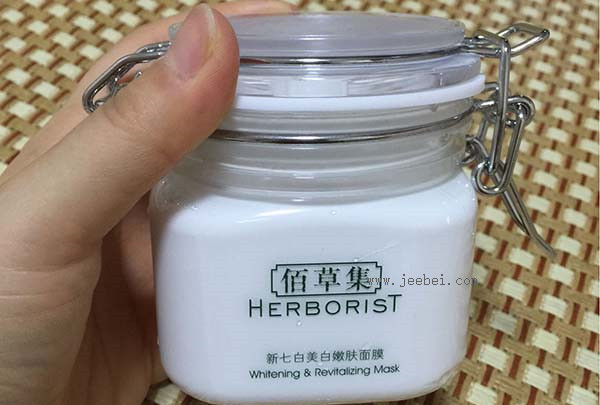 佰草集
www.jeebei.com
HERBORIST
新七白美白嫩肤面膜
Whitening & Revitalizing Mask